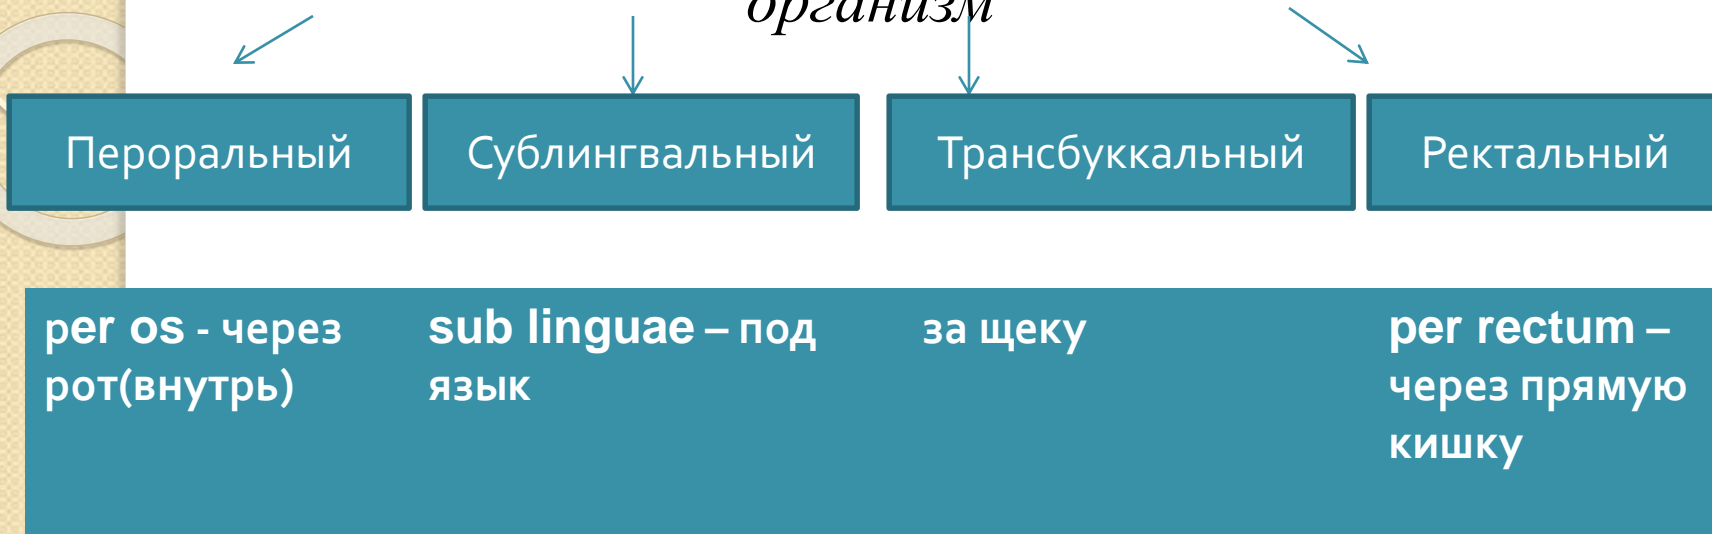 организм
Пероральный
Сублингвальный
Трансбуккальный
Ректальный
per os - через
рот(внутрь)
sub linguae – под
язык
за щеку
per rectum –
через прямую
кишку